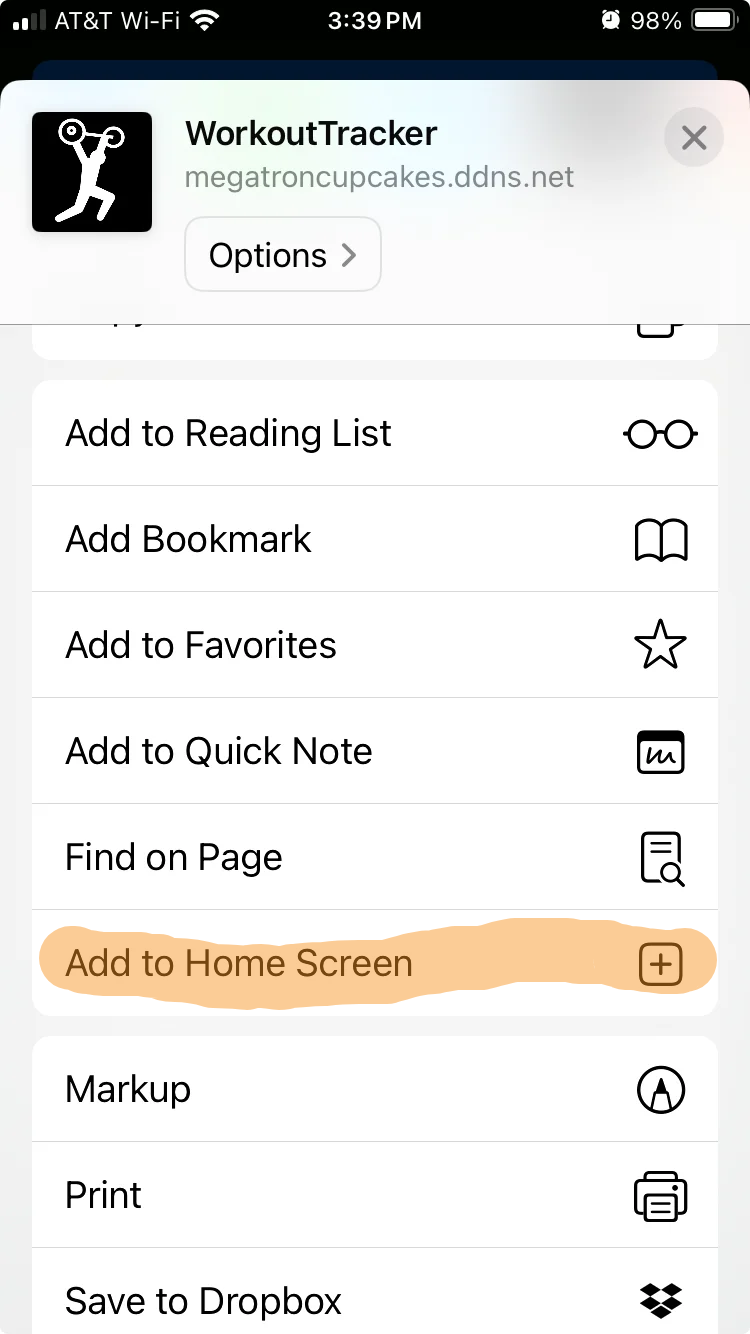 AT&T Wi-Fi 3:39 PM 98%
WorkoutTracker
megatroncupcakes.ddns.net
Options
Add to Reading List
Add Bookmark
Add to Favorites
Add to Quick Note
Find on Page
Add to Home Screen
Markup
Print
Save to Dropbox